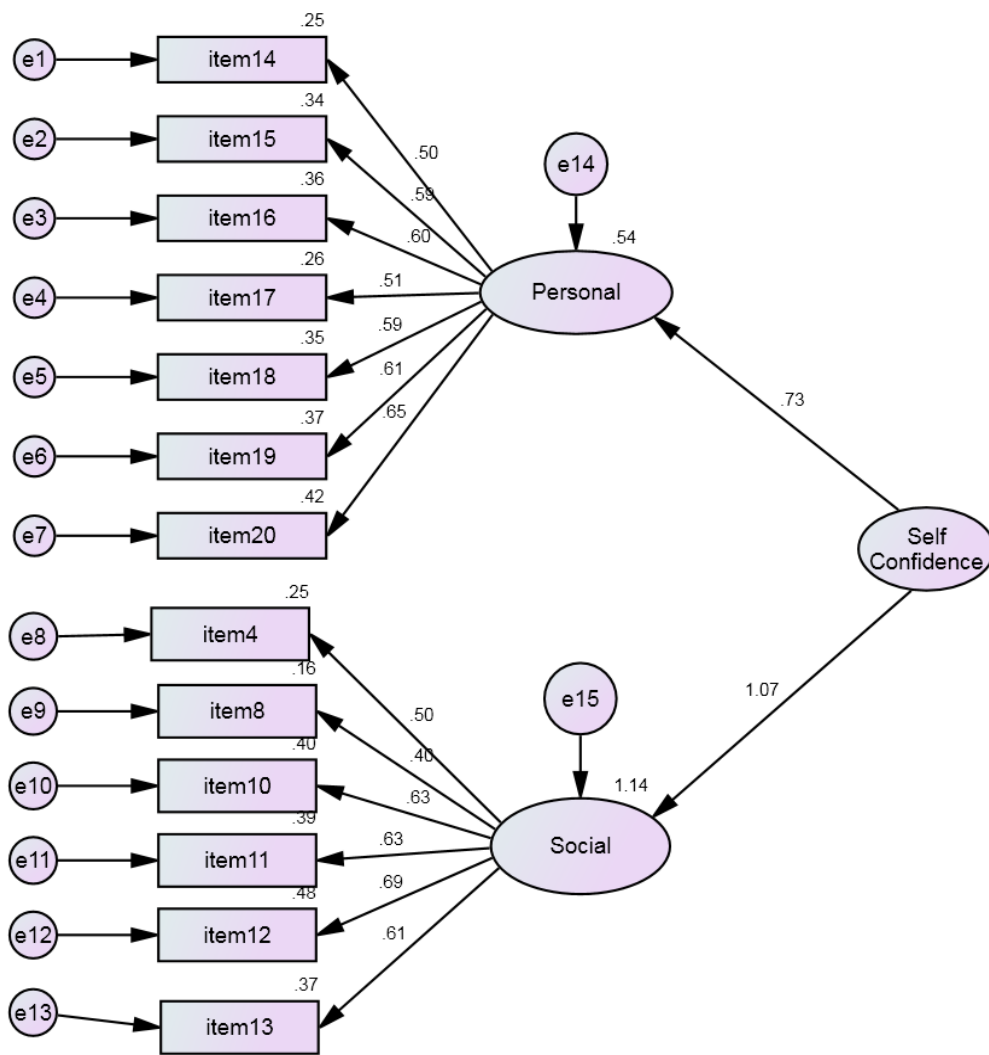 .25
e1 item14
.34
e2 item15
.50
e14
.59
.36
e3 item16
.60
.54
.26
e4 item17
.51
Personal
.59
.35
e5 item18
.61
.73
.65
.37
e6 item19
.42
e7 item20
Self
Confidence
.25
e8 item4
.16
e9 item8
.50
e15
1.07
.40
.40
e10 item10
.63
1.14
.39
e11 item11
.63
Social
.69
.48
e12 item12
.61
.37
e13 item13